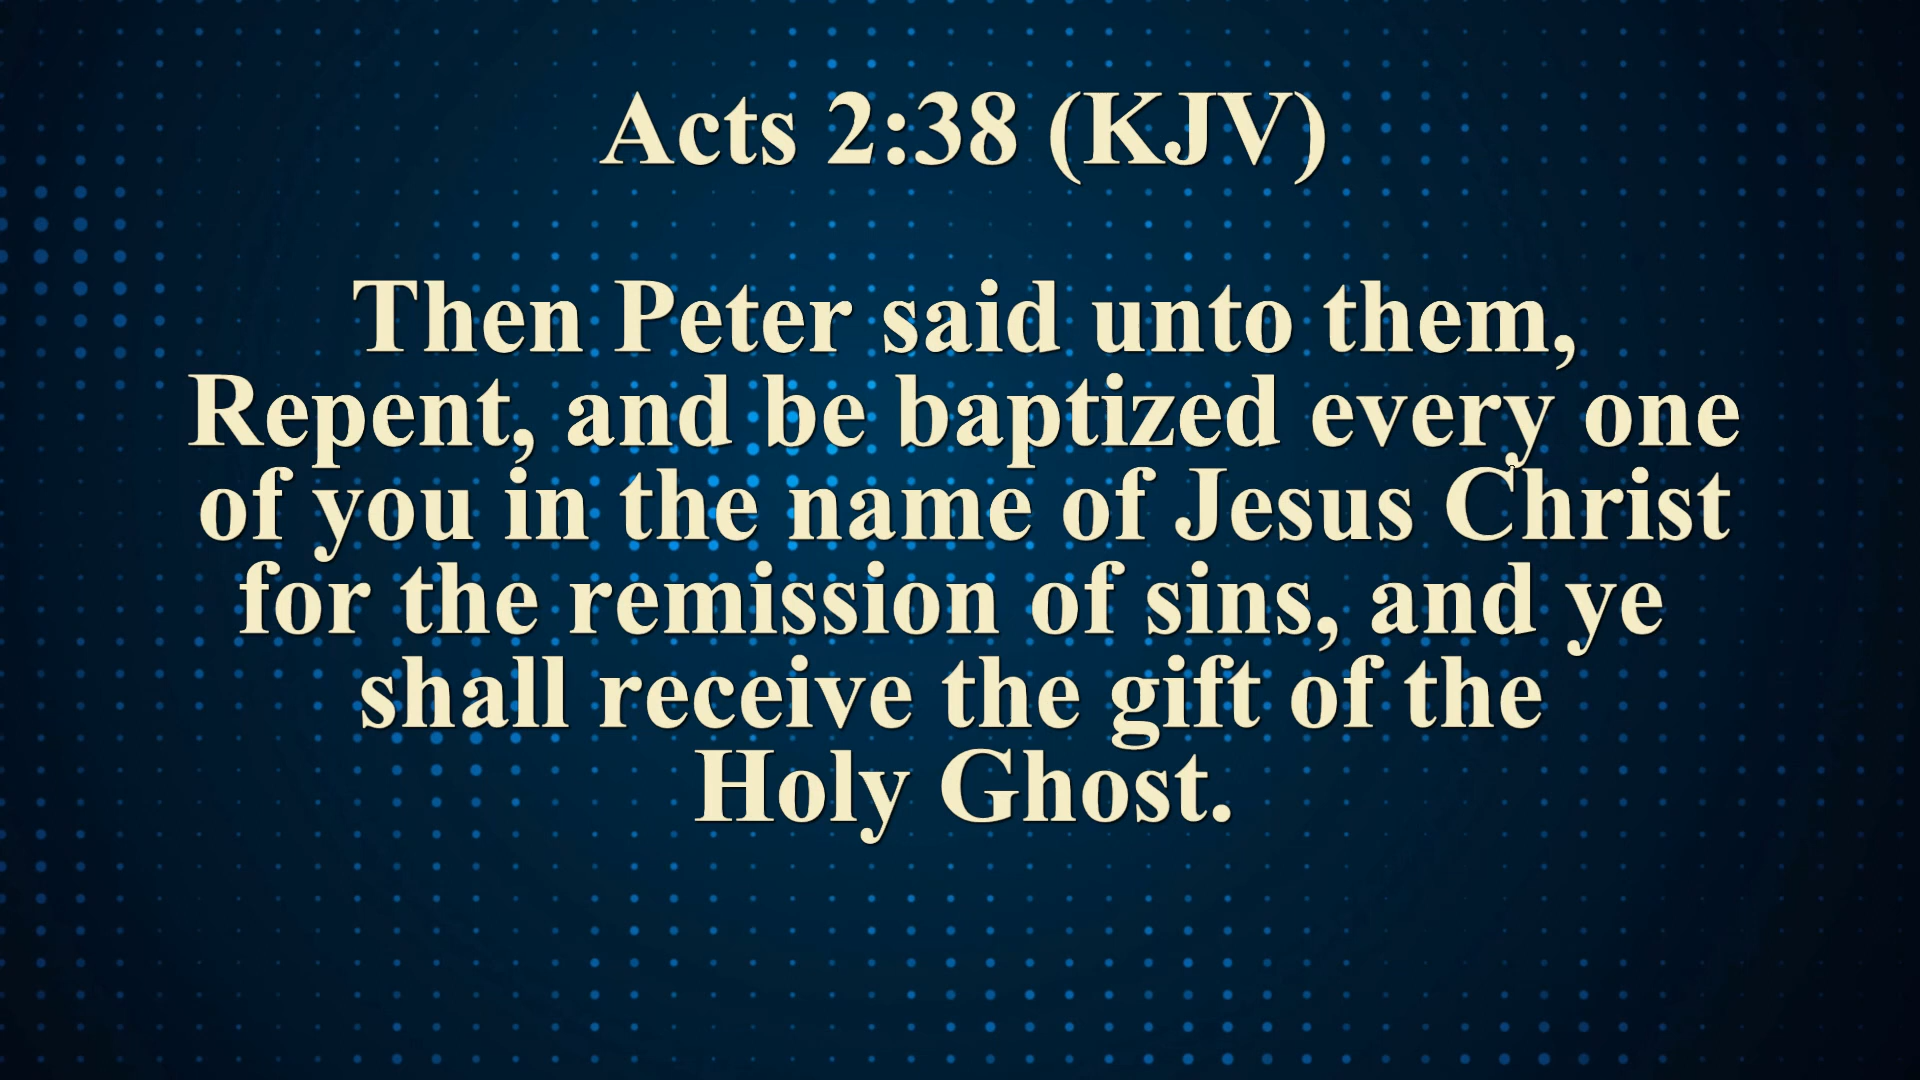 Acts 2:38 (KJV)
Then Peter said unto them,
Repent, and be baptized every one
of you in the name of Jesus Christ
for the remission of sins, and ye
shall receive the gift of the
Holy Ghost.